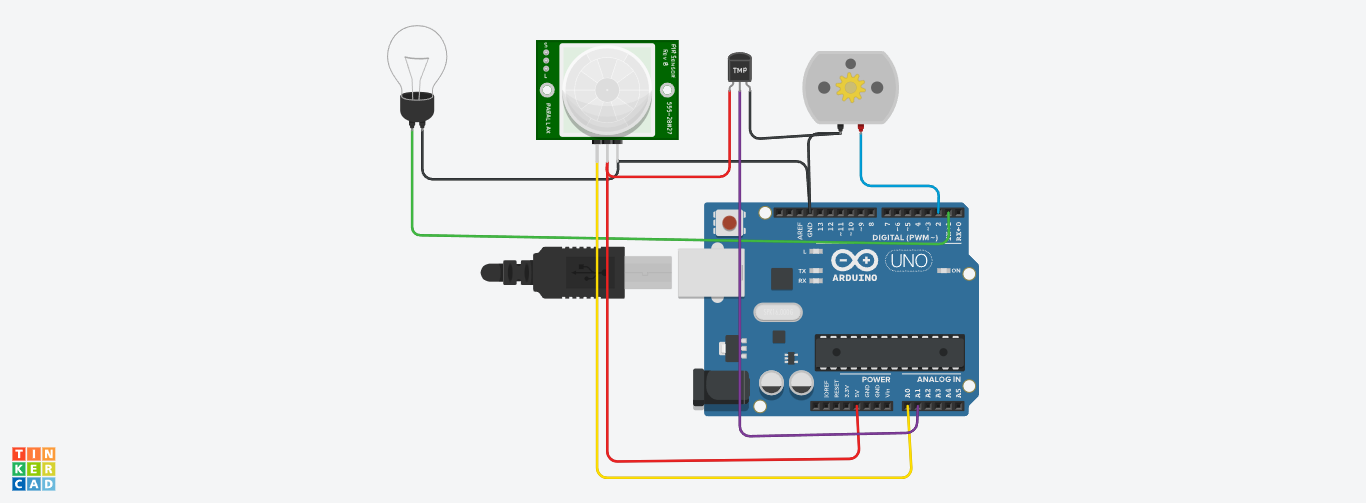 PIR Sensor
Rev B
555-28027
PARALLAX
S
L
TMP
AREF
GND
13
12
~11
~10
~9
8
7
~6
~5
4
~3
2
RX←0
DIGITAL (PWM~)
L
TX
RX
ARDUINO
UNO
ON
POWER
ANALOG IN
IOREF
RESET
3.3V
5V
GND
GND
Vin
A0
A1
A2
A3
A4
A5
TIN
KER
CAD